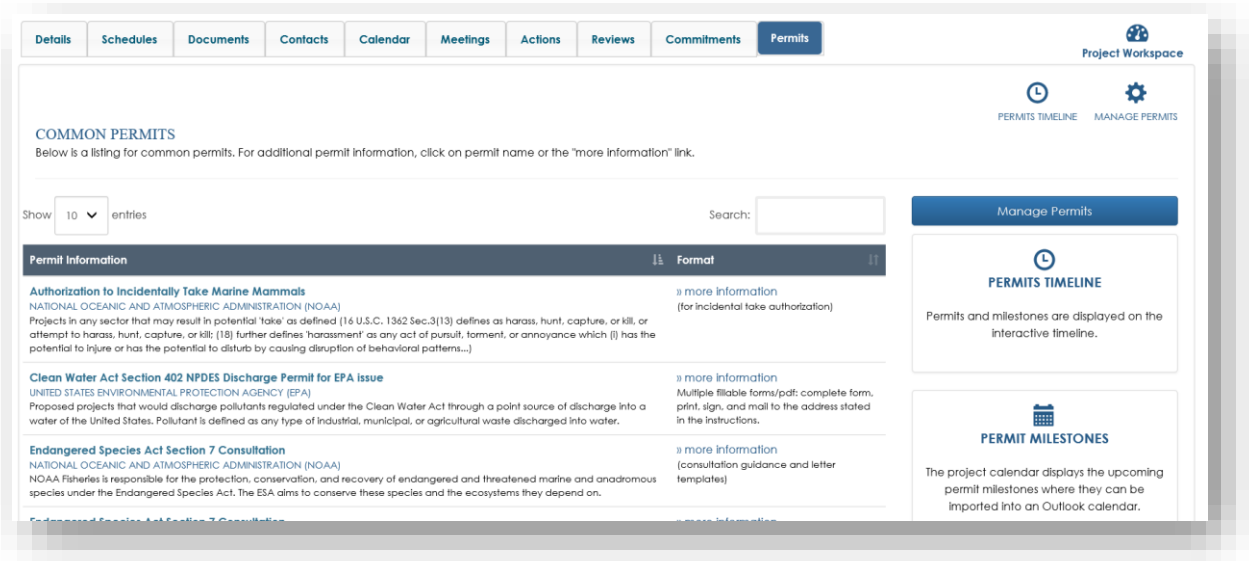 Details Schedules Documents Contacts Calendar Meetings Actions Reviews Commitments Permits
Project Workspace
PERMITS TIMELINE MANAGE PERMITS
COMMON PERMITS
Below is a listing for common permits. For additional permit information, click on permit name or the "more information" link.
Show 10 entries
Search:
Permit Information Format
Authorization to Incidentally Take Marine Mammals
NATIONAL OCEANIC AND ATMOSPHERIC ADMINISTRATION (NOAA)
Projects in any sector that may result in potential 'take' as defined (16 U.S.C. 1362 Sec.3(13) defines as harass, hunt, capture, or kill, or
attempt to harass, hunt, capture, or kill; (18) further defines 'harassment' as any act of pursuit, torment, or annoyance which (i) has the
potential to injure or has the potential to disturb by causing disruption of behavioral patterns...)
» more information
(for incidental take authorization)
Clean Water Act Section 402 NPDES Discharge Permit for EPA issue
UNITED STATES ENVIRONMENTAL PROTECTION AGENCY (EPA)
Proposed projects that would discharge pollutants regulated under the Clean Water Act through a point source of discharge into a
water of the United States. Pollutant is defined as any type of industrial, municipal, or agricultural waste discharged into water.
» more information
Multiple fillable forms/pdf: complete form,
print, sign, and mail to the address stated
in the instructions.
Endangered Species Act Section 7 Consultation
NATIONAL OCEANIC AND ATMOSPHERIC ADMINISTRATION (NOAA)
NOAA Fisheries is responsible for the protection, conservation, and recovery of endangered and threatened marine and anadromous
species under the Endangered Species Act. The ESA aims to conserve these species and the ecosystems they depend on.
» more information
(consultation guidance and letter
templates)
Endangered Species Act Section 7 Consultation
» more information
Manage Permits
PERMITS TIMELINE
Permits and milestones are displayed on the
interactive timeline.
PERMIT MILESTONES
The project calendar displays the upcoming
permit milestones where they can be
imported into an Outlook calendar.